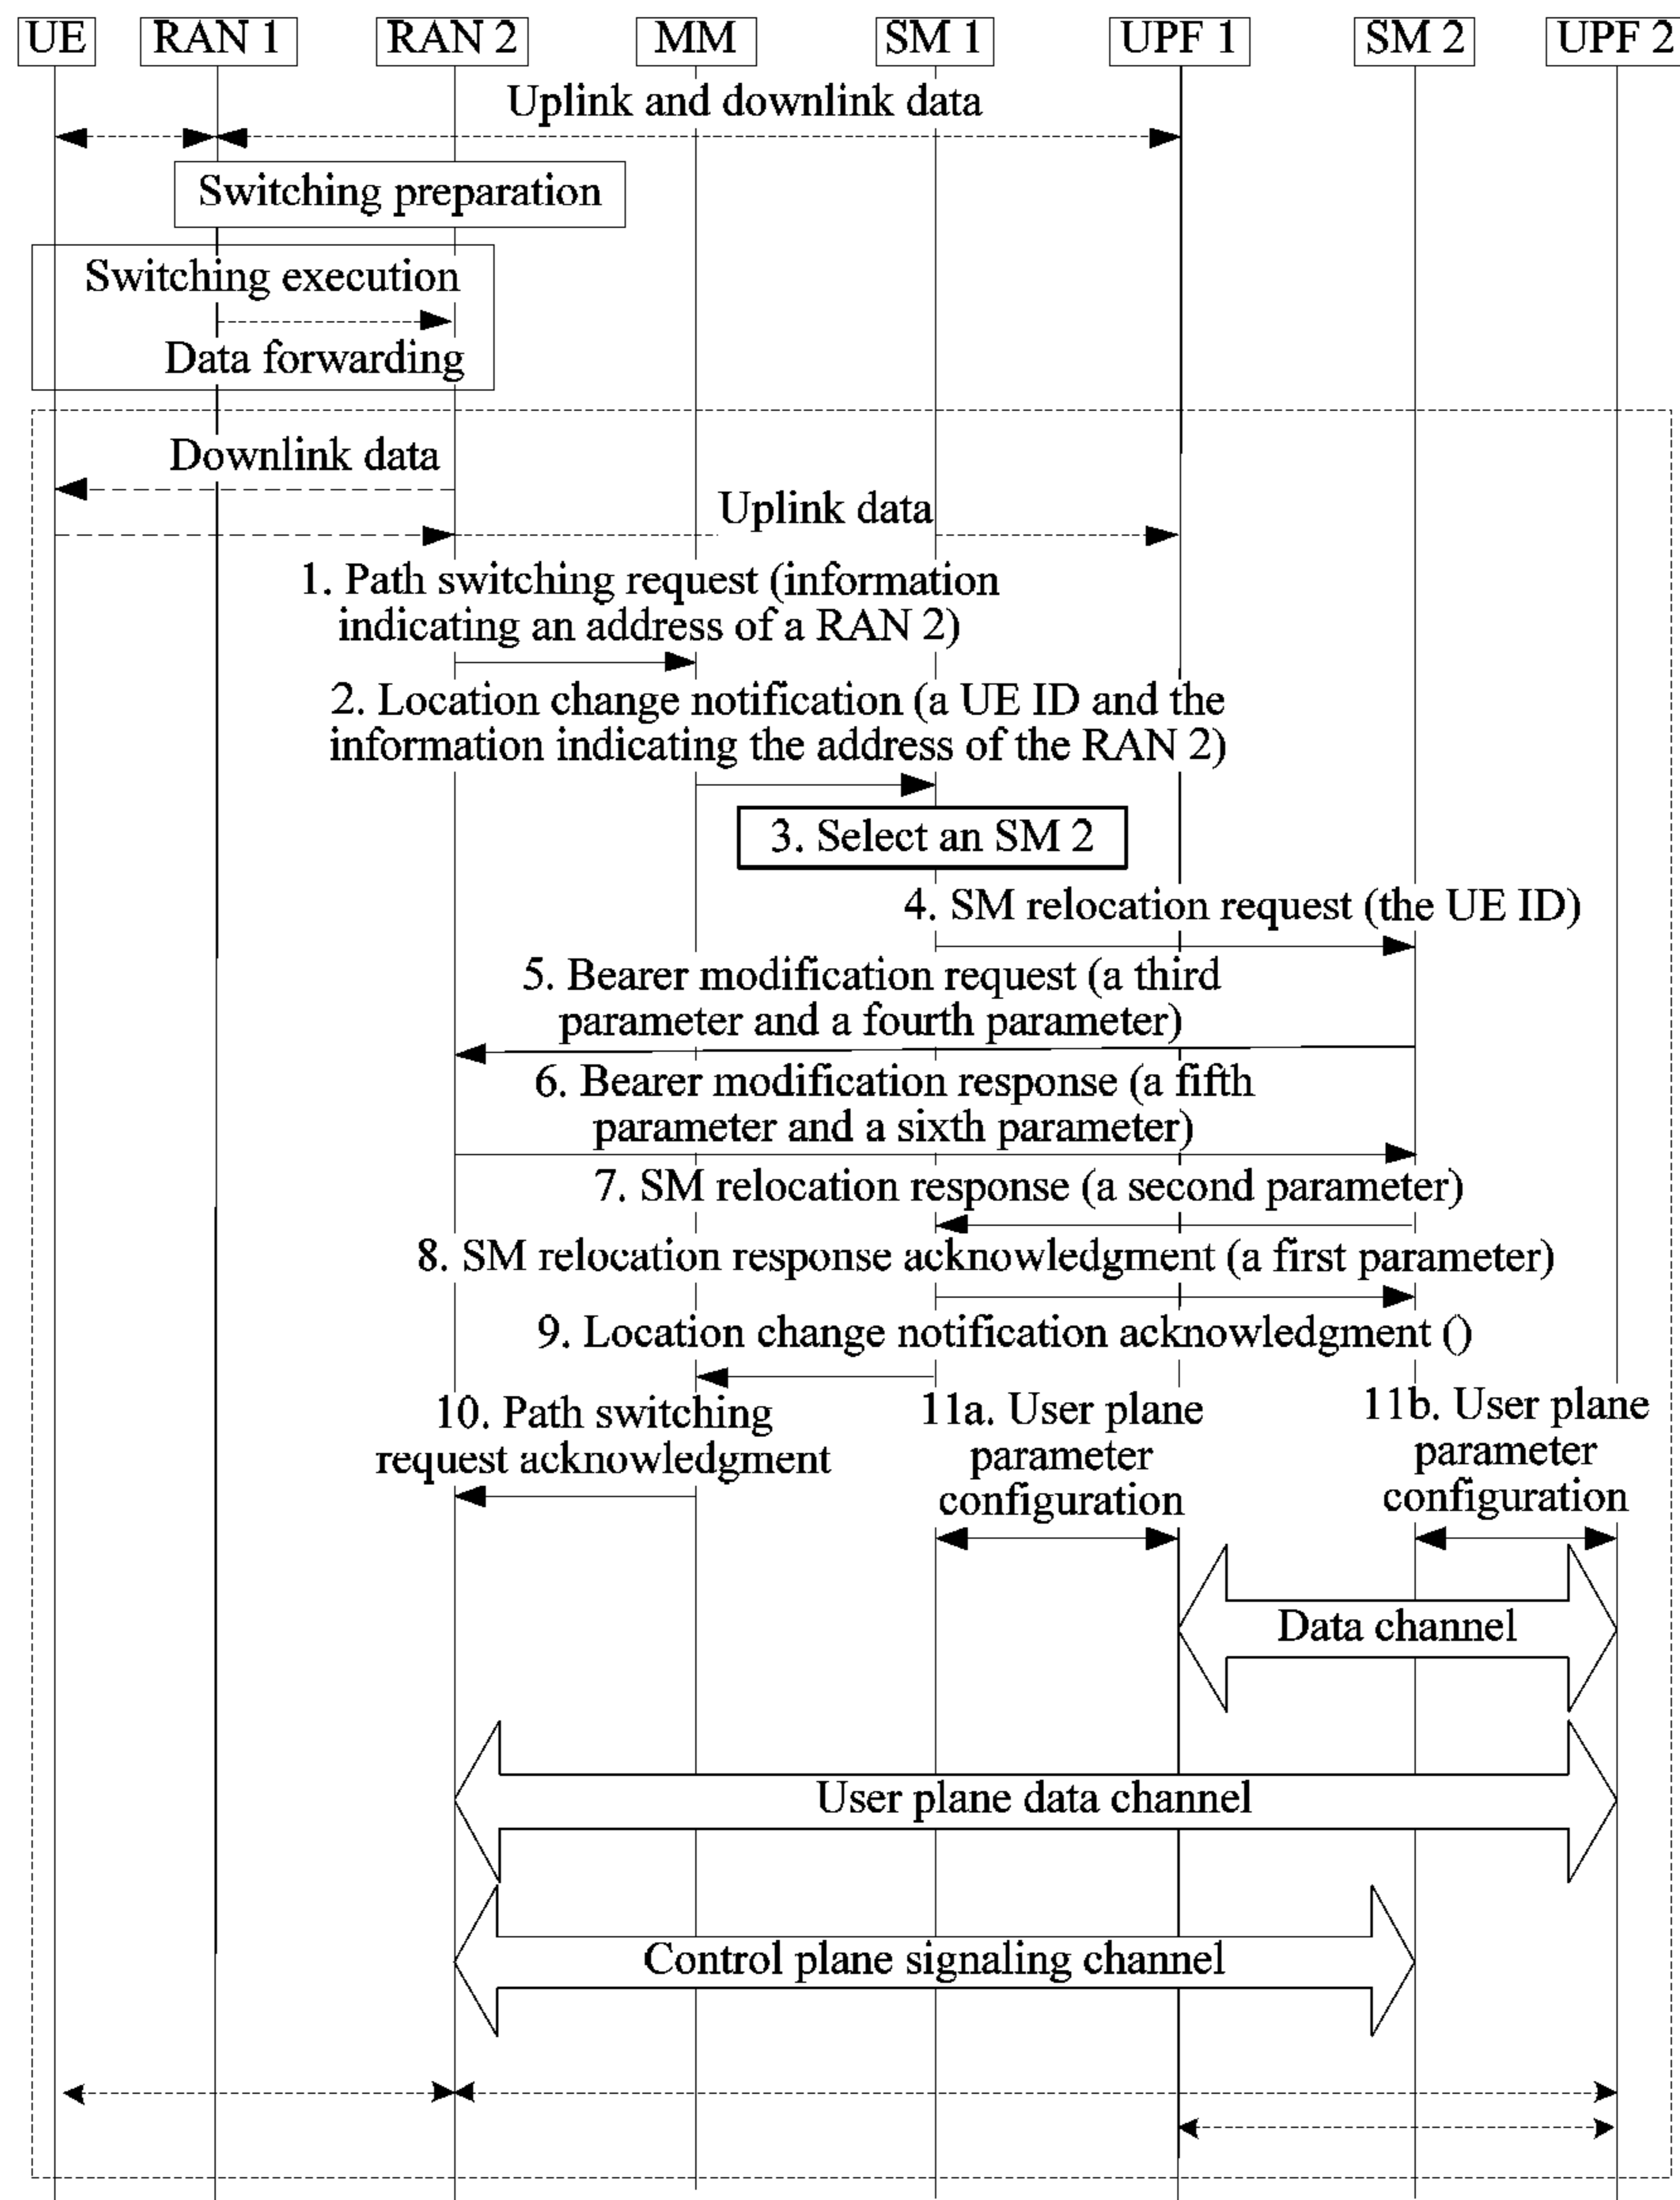 UE RAN 1 RAN 2 MM SM 1 UPF 1 SM 2 UPF 2
Uplink and downlink data
Switching preparation
Switching execution
Data forwarding
Downlink data
Uplink data
1. Path switching request (information
indicating an address of a RAN 2)
2. Location change notification (a UE ID and the
information indicating the address of the RAN 2)
3. Select an SM 2
4. SM relocation request (the UE ID)
5. Bearer modification request (a third
parameter and a fourth parameter)
6. Bearer modification response (a fifth
parameter and a sixth parameter)
7. SM relocation response (a second parameter)
8. SM relocation response acknowledgment (a first parameter)
9. Location change notification acknowledgment ()
10. Path switching
request acknowledgment
11a. User plane
parameter
configuration
11b. User plane
parameter
configuration
Data channel
User plane data channel
Control plane signaling channel